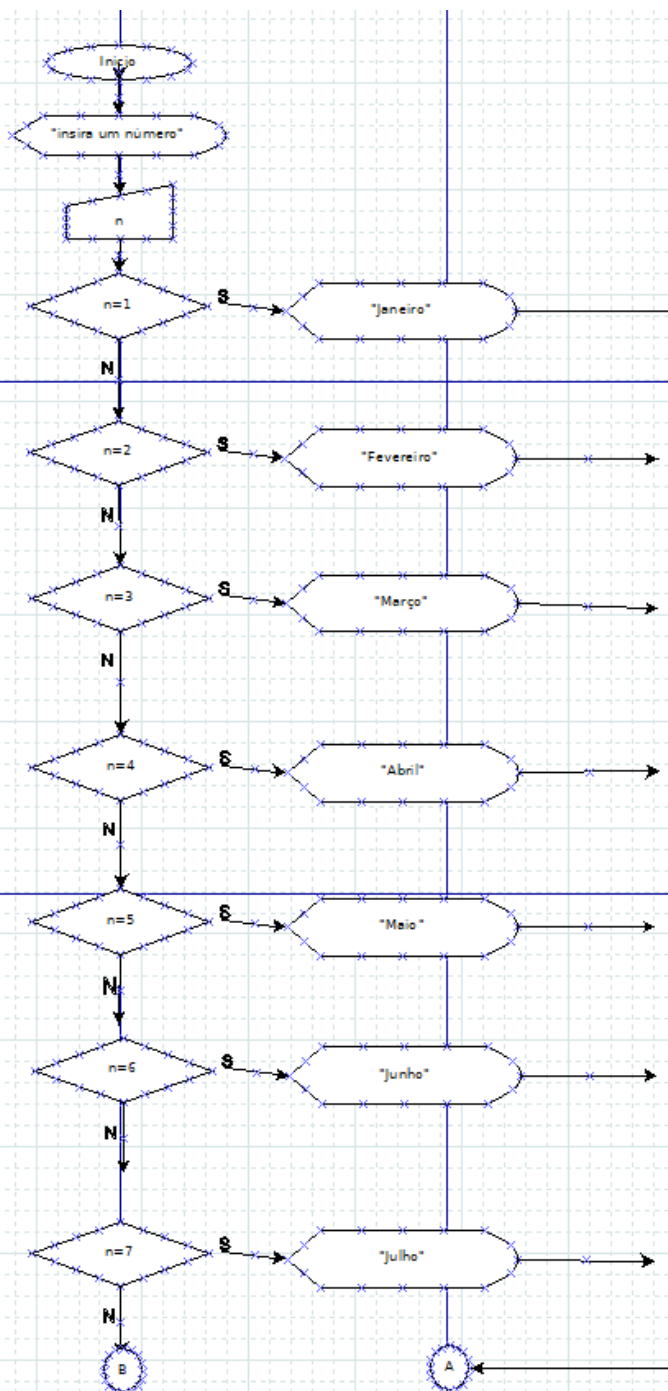 Inicio
"insira um número"
n
n=1
S
"Janeiro"
N
n=2
S
"Fevereiro"
N
n=3
S
"Março"
N
n=4
S
"Abril"
N
n=5
S
"Maio"
N
n=6
S
"Junho"
N
n=7
S
"Julho"
N
B
A